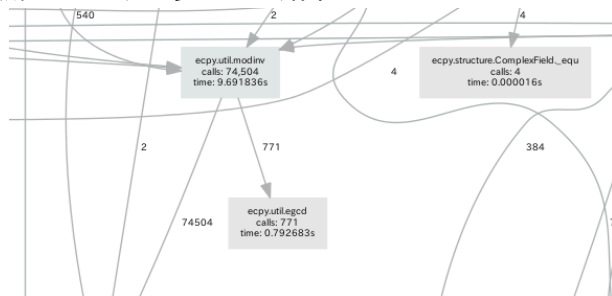 540
2
4
ecpy.util.modinv
calls: 74,504
time: 9.691836s
ecpy.structure.ComplexField._equ
calls: 4
time: 0.000016s
4
2
771
384
74504
ecpy.util.egcd
calls: 771
time: 0.792683s